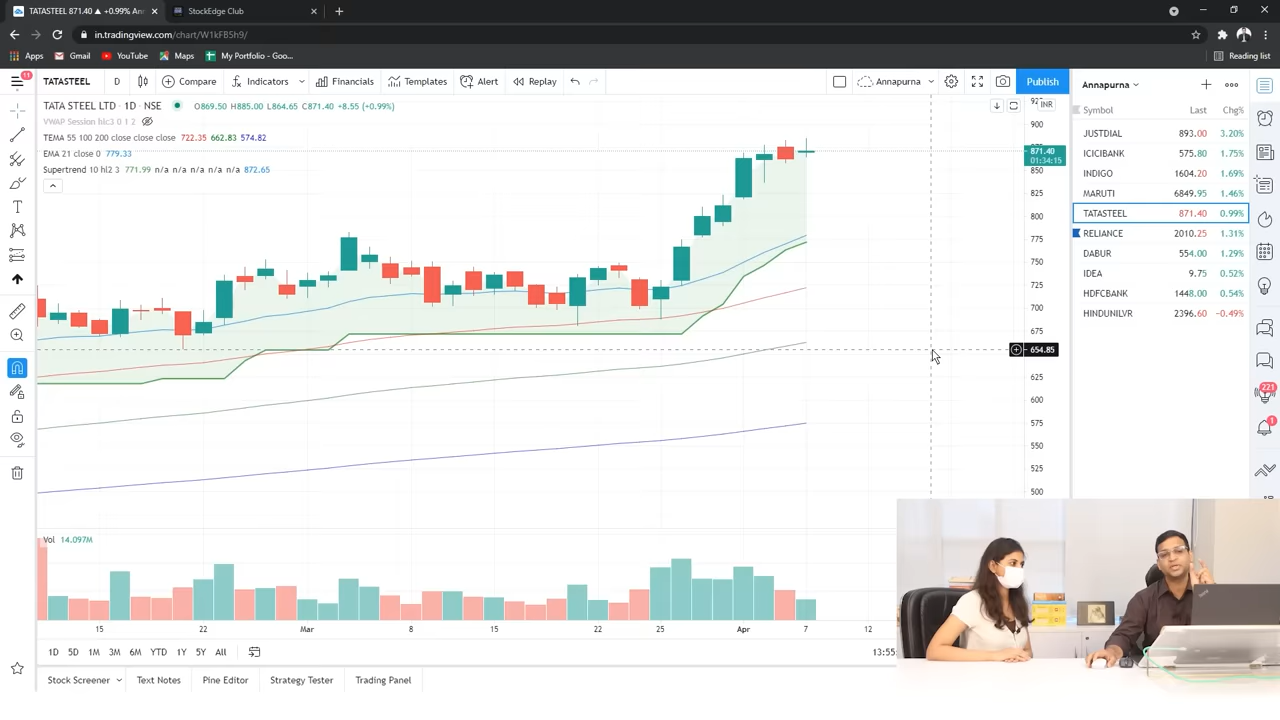 TATASTEEL 871.40 ▲ +0.99% An
StockEdge Club
in.tradingview.com/chart/W1kFB5h9/
Apps Gmail YouTube Maps My Portfolio - Goo... Reading list
11
TATASTEEL D Compare Indicators Financials Templates Alert Replay Annapurna Publish
TATA STEEL LTD · 1D · NSE O869.50 H885.00 L864.65 C871.40 +8.55 (+0.99%)
VWAP Session hlc3 0 1 2
TEMA 55 100 200 close close close 722.35 662.83 574.82
EMA 21 close 0 779.33
Supertrend 10 hl2 3 771.99 n/a n/a n/a n/a n/a 872.65
INR
900
871.40
01:34:15
850
825
800
775
750
725
700
675
654.85
625
600
575
550
525
500
Annapurna
Symbol Last Chg%
JUSTDIAL 893.00 3.20%
ICICIBANK 575.80 1.75%
INDIGO 1604.20 1.69%
MARUTI 6849.95 1.46%
TATASTEEL 871.40 0.99%
RELIANCE 2010.25 1.31%
DABUR 554.00 1.29%
IDEA 9.75 0.52%
HDFCBANK 1448.00 0.54%
HINDUNILVR 2396.60 -0.49%
221
1
Vol 14.097M
15 22 Mar 8 15 22 25 Apr 7 12
1D 5D 1M 3M 6M YTD 1Y 5Y All
13:55:
Stock Screener Text Notes Pine Editor Strategy Tester Trading Panel